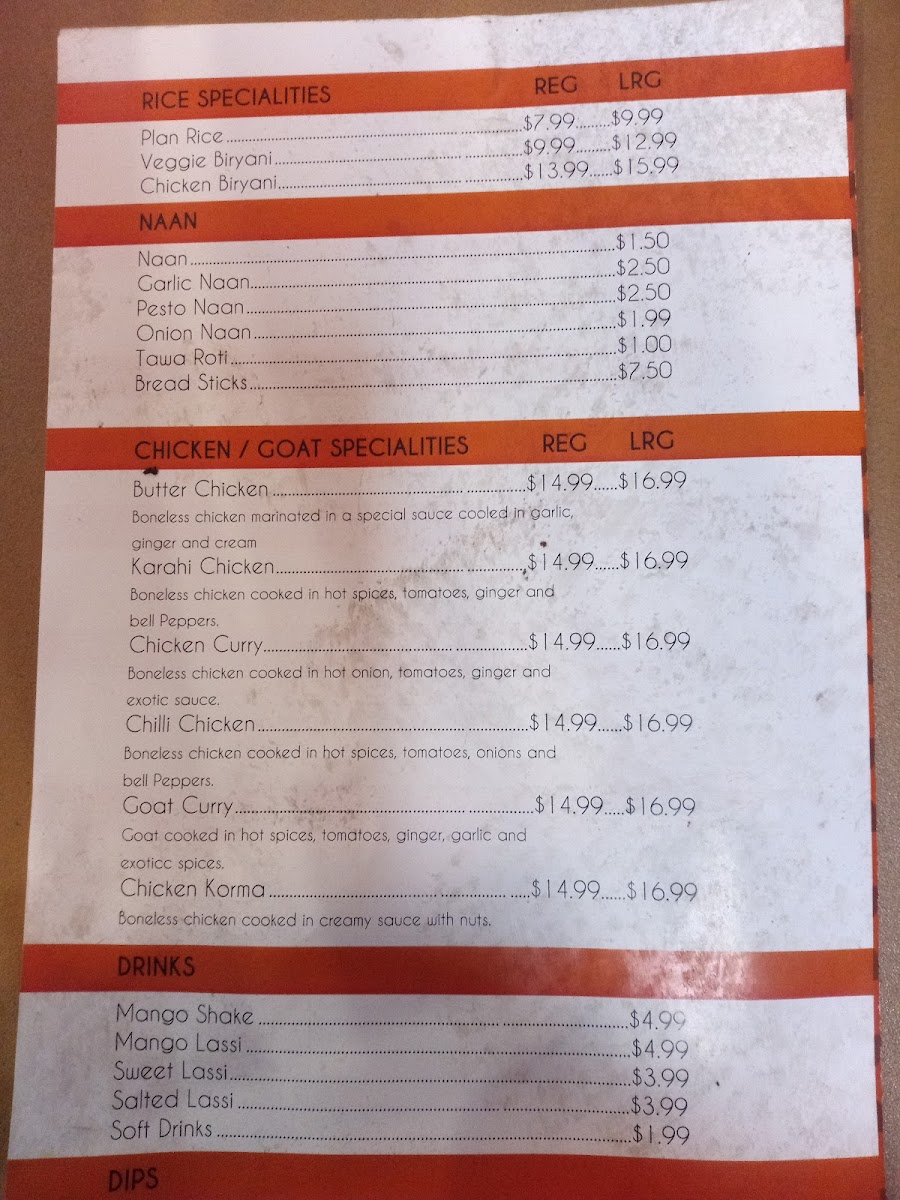 RICE SPECIALITIES REG LRG
Plan Rice $7.99 $9.99
Veggie Biryani $9.99 $12.99
Chicken Biryani $13.99 $15.99
NAAN
Naan $1.50
Garlic Naan $2.50
Pesto Naan $2.50
Onion Naan $1.99
Tawa Roti $1.00
Bread Sticks $7.50
CHICKEN / GOAT SPECIALITIES REG LRG
Butter Chicken $14.99 $16.99
Boneless chicken marinated in a special sauce cooled in garlic,
ginger and cream
Karahi Chicken $14.99 $16.99
Boneless chicken cooked in hot spices, tomatoes, ginger and
bell Peppers.
Chicken Curry $14.99 $16.99
Boneless chicken cooked in hot onion, tomatoes, ginger and
exotic sauce.
Chilli Chicken $14.99 $16.99
Boneless chicken cooked in hot spices, tomatoes, onions and
bell Peppers.
Goat Curry $14.99 $16.99
Goat cooked in hot spices, tomatoes, ginger, garlic and
exoticc spices.
Chicken Korma $14.99 $16.99
Boneless chicken cooked in creamy sauce with nuts.
DRINKS
Mango Shake $4.99
Mango Lassi $4.99
Sweet Lassi $3.99
Salted Lassi $3.99
Soft Drinks $1.99
DIPS